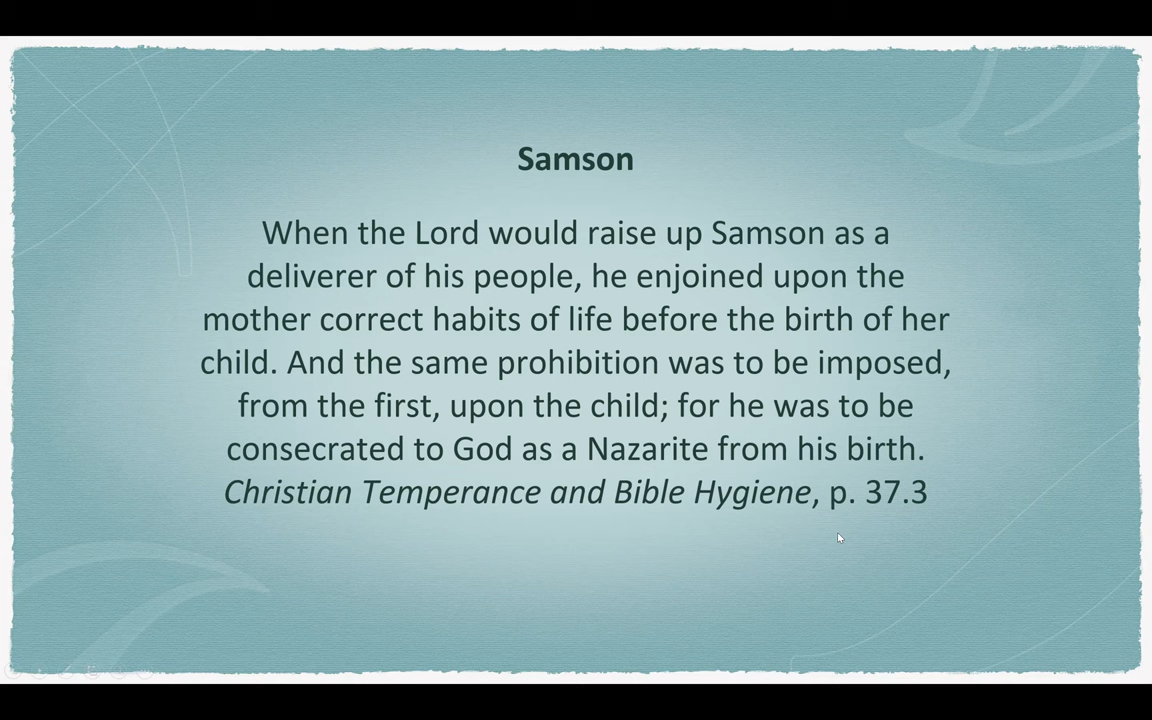 Samson
When the Lord would raise up Samson as a
deliverer of his people, he enjoined upon the
mother correct habits of life before the birth of her
child. And the same prohibition was to be imposed,
from the first, upon the child; for he was to be
consecrated to God as a Nazarite from his birth.
Christian Temperance and Bible Hygiene, p. 37.3